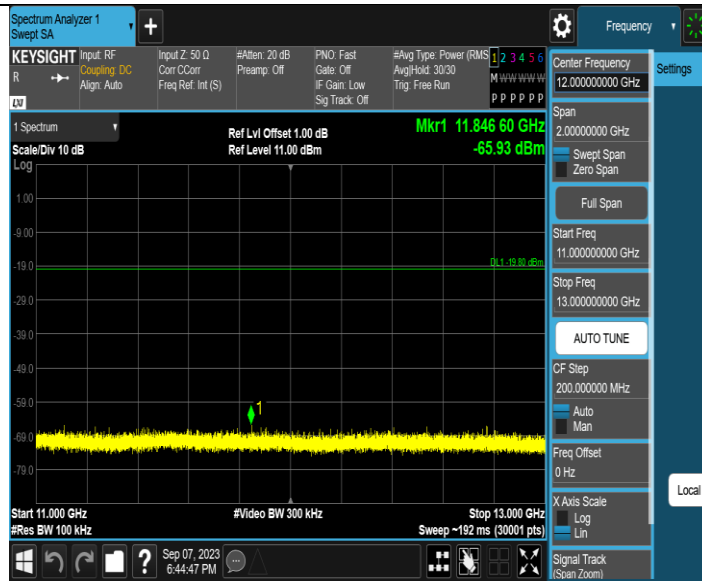 Spectrum Analyzer 1
Swept SA
+
Frequency
KEYSIGHT
R
LXI
Input: RF
Coupling: DC
Align: Auto
Input Z: 50 Ω
Corr CCorr
Freq Ref: Int (S)
#Atten: 20 dB
Preamp: Off
PNO: Fast
Gate: Off
IF Gain: Low
Sig Track: Off
#Avg Type: Power (RMS
Avg|Hold: 30/30
Trig: Free Run
1 2 3 4 5 6
M W W W W W
P P P P P P
1 Spectrum
Scale/Div 10 dB
Log
Ref Lvl Offset 1.00 dB
Ref Level 11.00 dBm
Mkr1 11.846 60 GHz
-65.93 dBm
1.00
-9.00
-19.0
DL1 -19.80 dBm
-29.0
-39.0
-49.0
-59.0
1
-69.0
-79.0
Start 11.000 GHz
#Res BW 100 kHz
#Video BW 300 kHz
Stop 13.000 GHz
Sweep ~192 ms (30001 pts)
?
Sep 07, 2023
6:44:47 PM
Center Frequency
12.000000000 GHz
Settings
Span
2.00000000 GHz
Swept Span
Zero Span
Full Span
Start Freq
11.000000000 GHz
Stop Freq
13.000000000 GHz
AUTO TUNE
CF Step
200.000000 MHz
Auto
Man
Freq Offset
0 Hz
X Axis Scale
Log
Lin
Local
Signal Track
(Span Zoom)